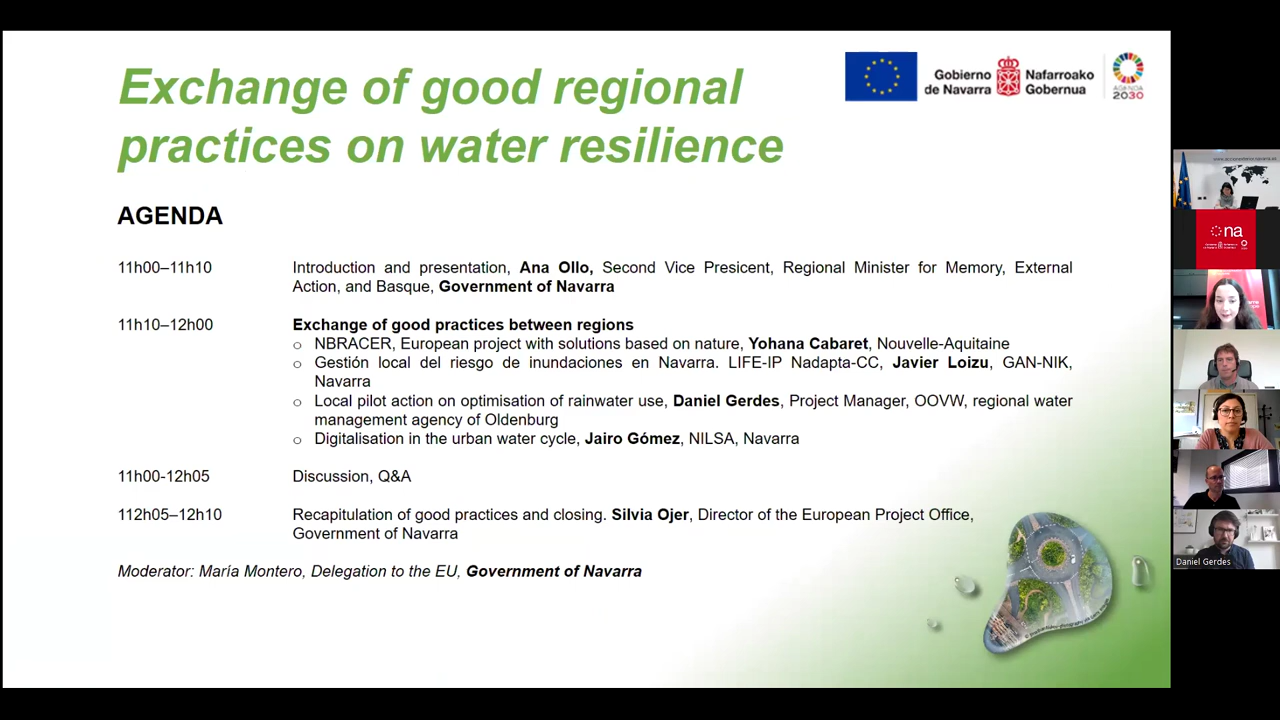 Exchange of good regional
practices on water resilience
Gobierno
de Navarra
Nafarroako
Gobernua
AGENDA
2030
AGENDA
11h00–11h10
Introduction and presentation, Ana Ollo, Second Vice Presicent, Regional Minister for Memory, External
Action, and Basque, Government of Navarra
11h10–12h00
Exchange of good practices between regions
o NBRACER, European project with solutions based on nature, Yohana Cabaret, Nouvelle-Aquitaine
o Gestión local del riesgo de inundaciones en Navarra. LIFE-IP Nadapta-CC, Javier Loizu, GAN-NIK,
Navarra
o Local pilot action on optimisation of rainwater use, Daniel Gerdes, Project Manager, OOVW, regional water
management agency of Oldenburg
o Digitalisation in the urban water cycle, Jairo Gómez, NILSA, Navarra
11h00-12h05
Discussion, Q&A
112h05–12h10
Recapitulation of good practices and closing. Silvia Ojer, Director of the European Project Office,
Government of Navarra
Moderator: María Montero, Delegation to the EU, Government of Navarra
na
Daniel Gerdes